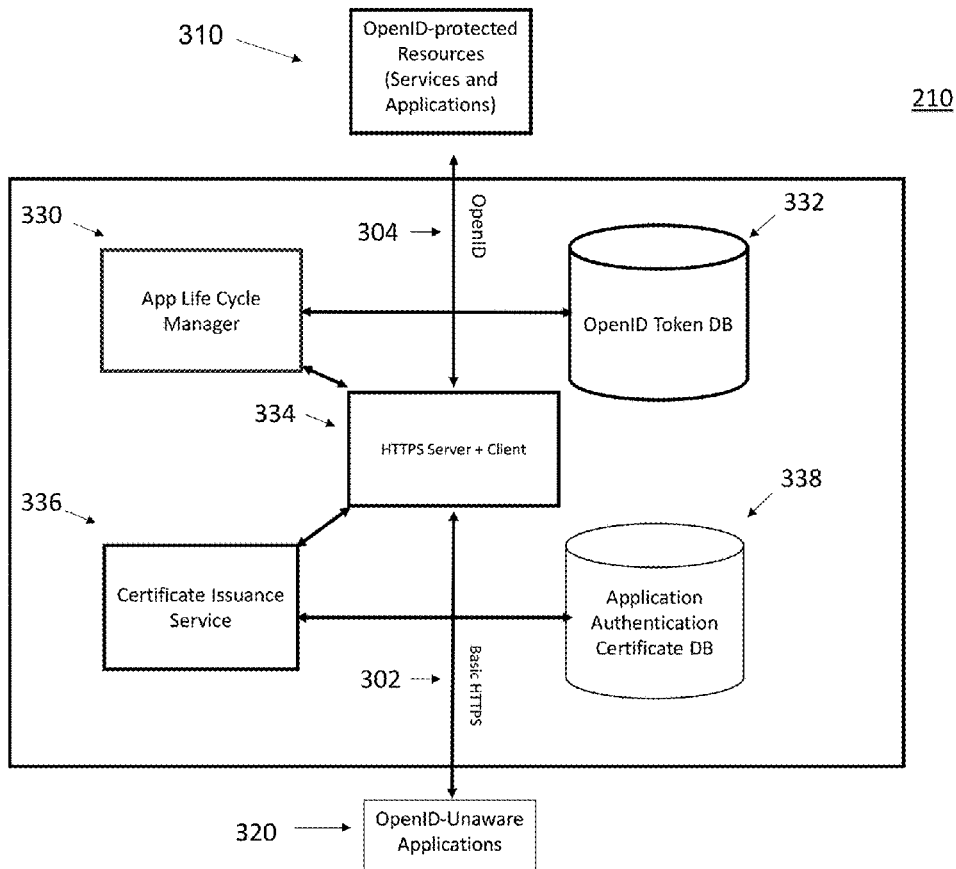 310
OpenID-protected
Resources
(Services and
Applications)
210
330
304
OpenID
332
App Life Cycle
Manager
OpenID Token DB
334
HTTPS Server + Client
336
338
Certificate Issuance
Service
Application
Authentication
Certificate DB
302
Basic HTTPS
320
OpenID-Unaware
Applications